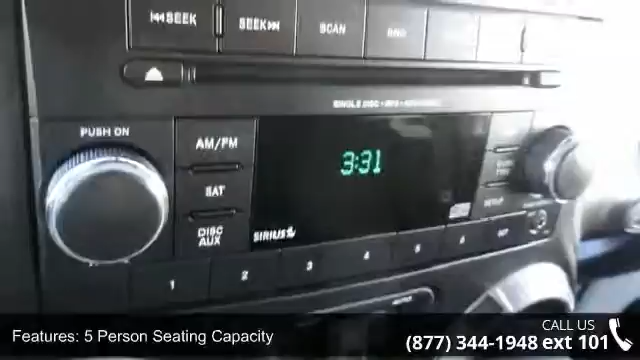 SEEK
SEEK
SCAN
RND
SINGLE DISC • MP3 •
PUSH ON
AM/FM
SAT
DISC
AUX
3:31
SIRIUS
SETUP
1 2 3 4 5 6 SET
Features: 5 Person Seating Capacity
CALL US
(877) 344-1948 ext 101